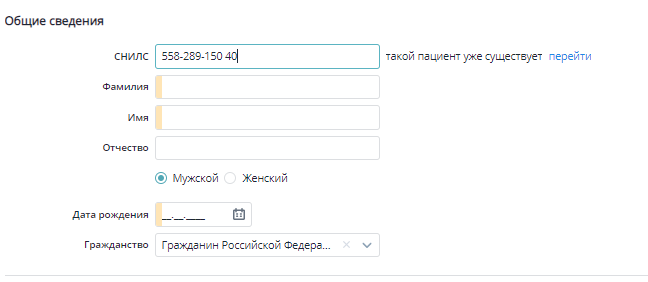 Общие сведения
СНИЛС 558-289-150 40 такой пациент уже существует перейти
Фамилия
Имя
Отчество
Мужской Женский
Дата рождения __.__.____
Гражданство Гражданин Российской Федера...